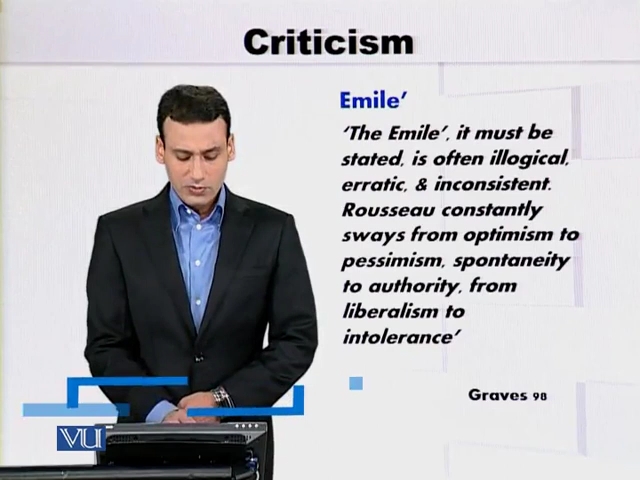 Criticism
Emile'
'The Emile', it must be
stated, is often illogical,
erratic, & inconsistent.
Rousseau constantly
sways from optimism to
pessimism, spontaneity
to authority, from
liberalism to
intolerance'
Graves 98
VU